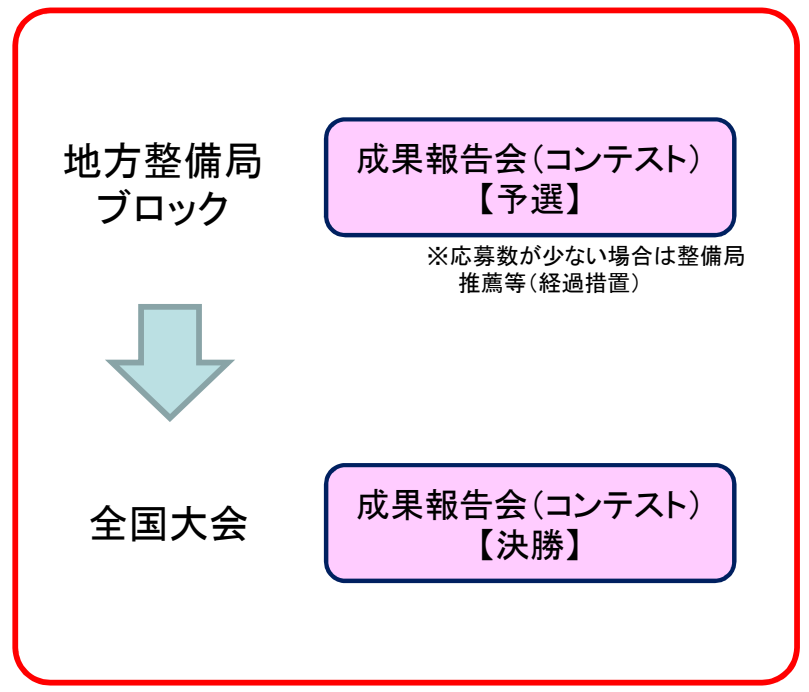 地方整備局
ブロック
成果報告会（コンテスト）
【予選】
※応募数が少ない場合は整備局
推薦等（経過措置）
全国大会
成果報告会（コンテスト）
【決勝】